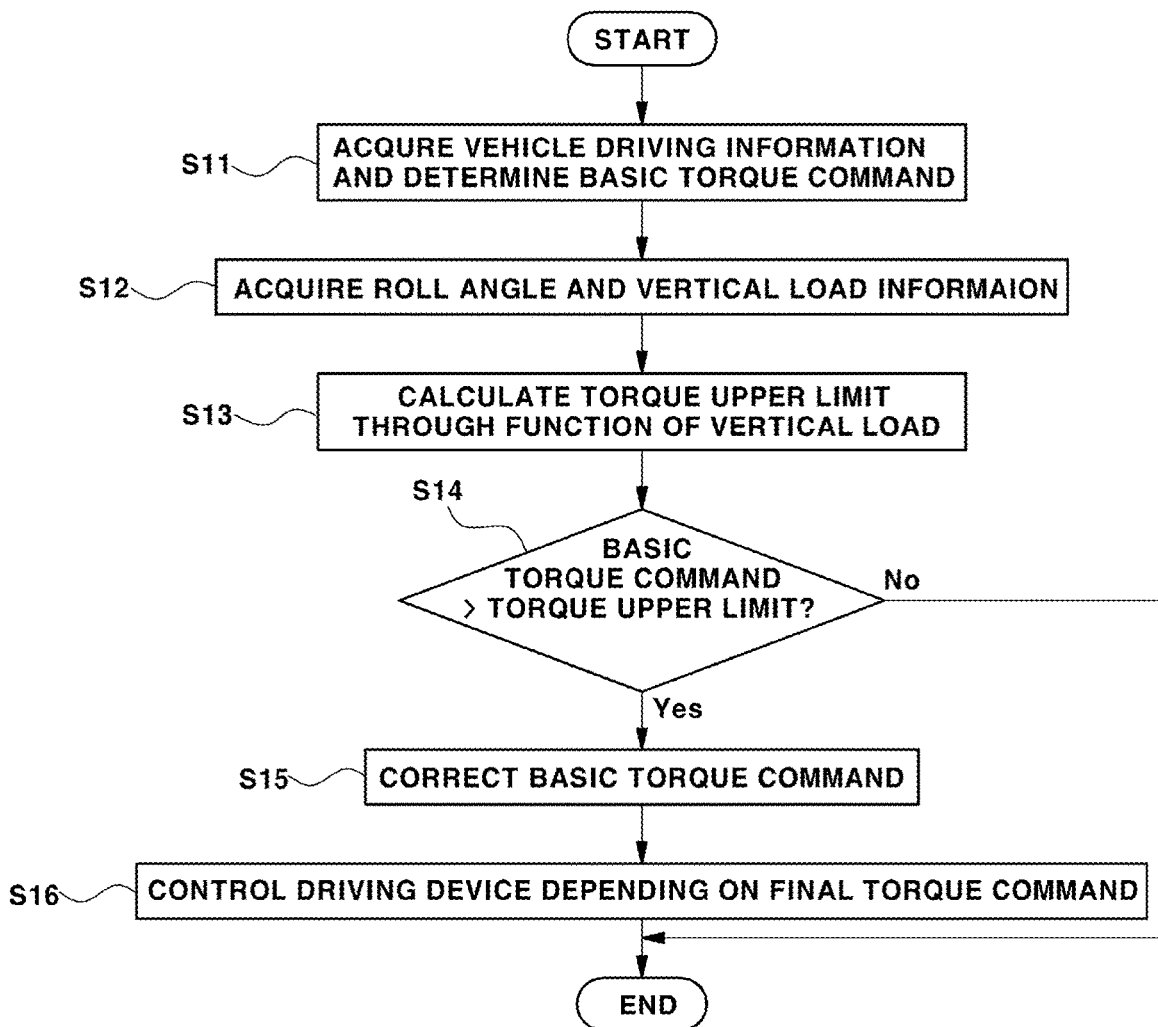 START
S11
ACQURE VEHICLE DRIVING INFORMATION
AND DETERMINE BASIC TORQUE COMMAND
S12
ACQUIRE ROLL ANGLE AND VERTICAL LOAD INFORMAION
S13
CALCULATE TORQUE UPPER LIMIT
THROUGH FUNCTION OF VERTICAL LOAD
S14
BASIC
TORQUE COMMAND
> TORQUE UPPER LIMIT?
No
Yes
S15
CORRECT BASIC TORQUE COMMAND
S16
CONTROL DRIVING DEVICE DEPENDING ON FINAL TORQUE COMMAND
END